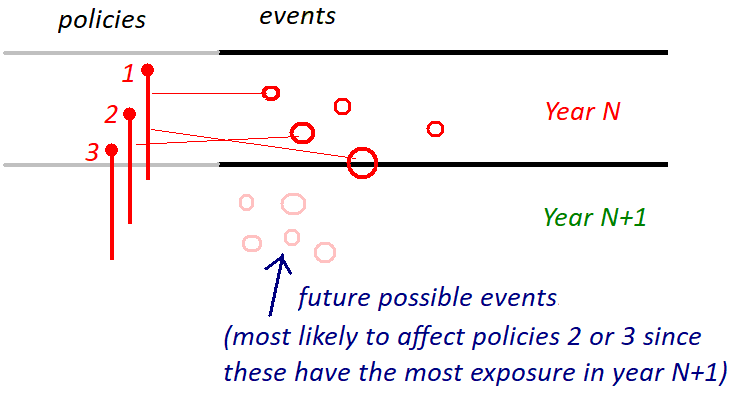 policies events
1
2
3
Year N
Year N+1
future possible events
(most likely to affect policies 2 or 3 since
these have the most exposure in year N+1)